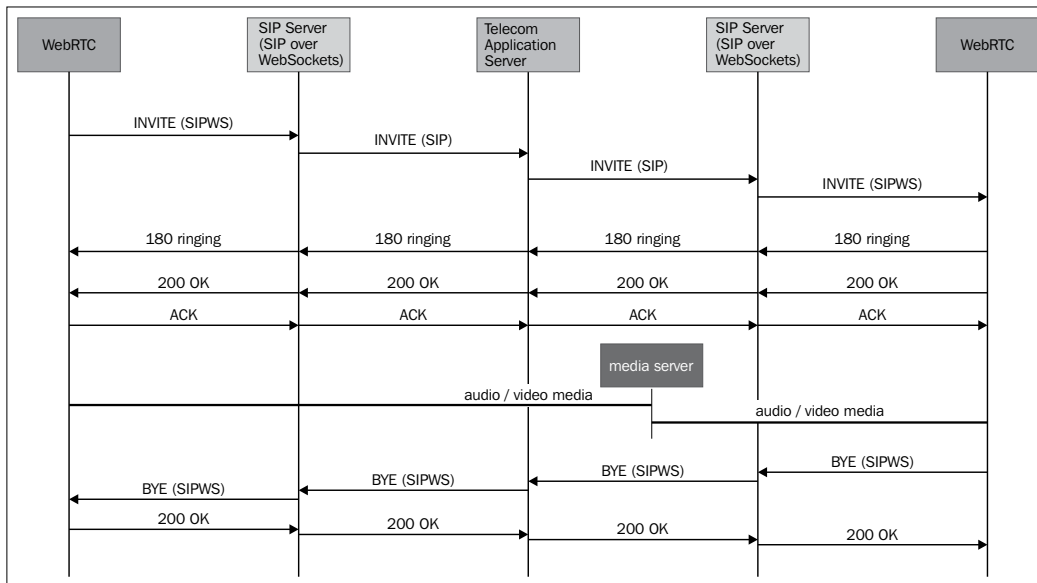 WebRTC
SIP Server
(SIP over
WebSockets)
Telecom
Application
Server
SIP Server
(SIP over
WebSockets)
WebRTC
INVITE (SIPWS)
INVITE (SIP)
INVITE (SIP)
INVITE (SIPWS)
180 ringing
180 ringing
180 ringing
180 ringing
200 OK
200 OK
200 OK
200 OK
ACK
ACK
ACK
ACK
media server
audio / video media
audio / video media
BYE (SIPWS)
BYE (SIPWS)
BYE (SIPWS)
BYE (SIPWS)
200 OK
200 OK
200 OK
200 OK